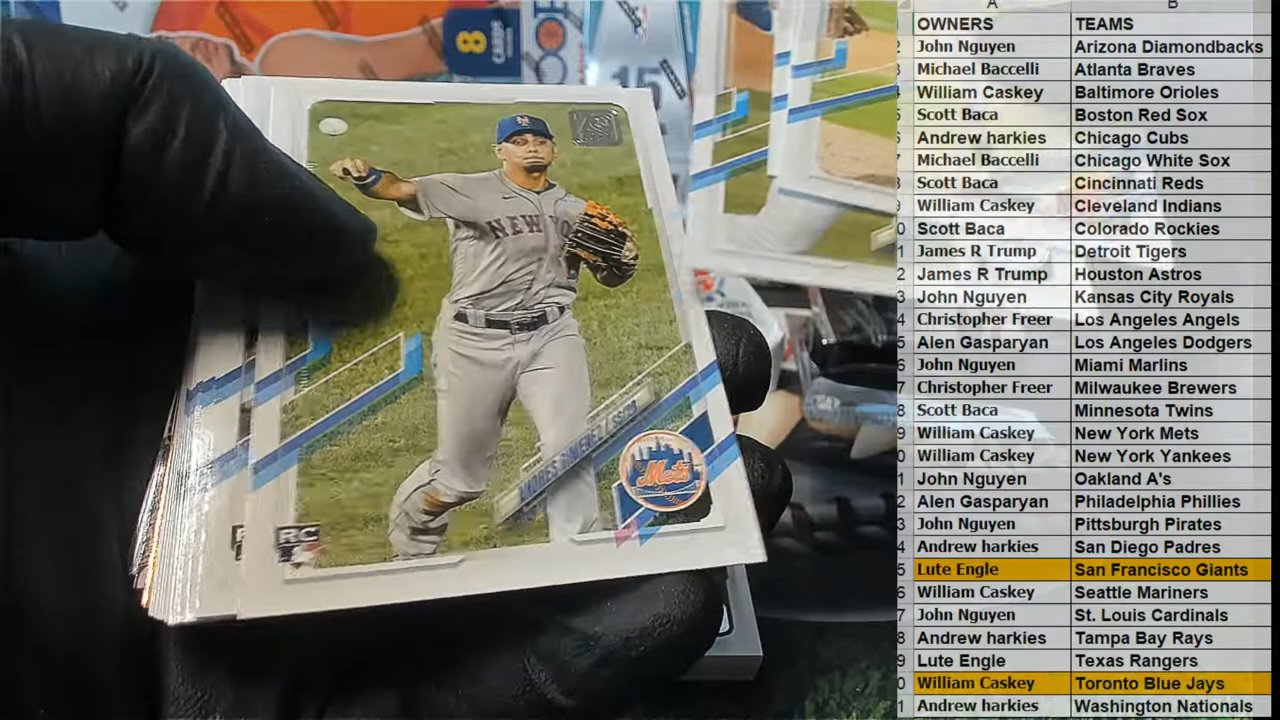 8
CARDS
15
NEW YO
ANDRES GIMENEZ / SS/2B
Mets
RC
OWNERS TEAMS
John Nguyen Arizona Diamondbacks
Michael Baccelli Atlanta Braves
William Caskey Baltimore Orioles
Scott Baca Boston Red Sox
Andrew harkies Chicago Cubs
Michael Baccelli Chicago White Sox
Scott Baca Cincinnati Reds
William Caskey Cleveland Indians
Scott Baca Colorado Rockies
James R Trump Detroit Tigers
James R Trump Houston Astros
John Nguyen Kansas City Royals
Christopher Freer Los Angeles Angels
Alen Gasparyan Los Angeles Dodgers
John Nguyen Miami Marlins
Christopher Freer Milwaukee Brewers
Scott Baca Minnesota Twins
William Caskey New York Mets
William Caskey New York Yankees
John Nguyen Oakland A's
Alen Gasparyan Philadelphia Phillies
John Nguyen Pittsburgh Pirates
Andrew harkies San Diego Padres
Lute Engle San Francisco Giants
William Caskey Seattle Mariners
John Nguyen St. Louis Cardinals
Andrew harkies Tampa Bay Rays
Lute Engle Texas Rangers
William Caskey Toronto Blue Jays
Andrew harkies Washington Nationals